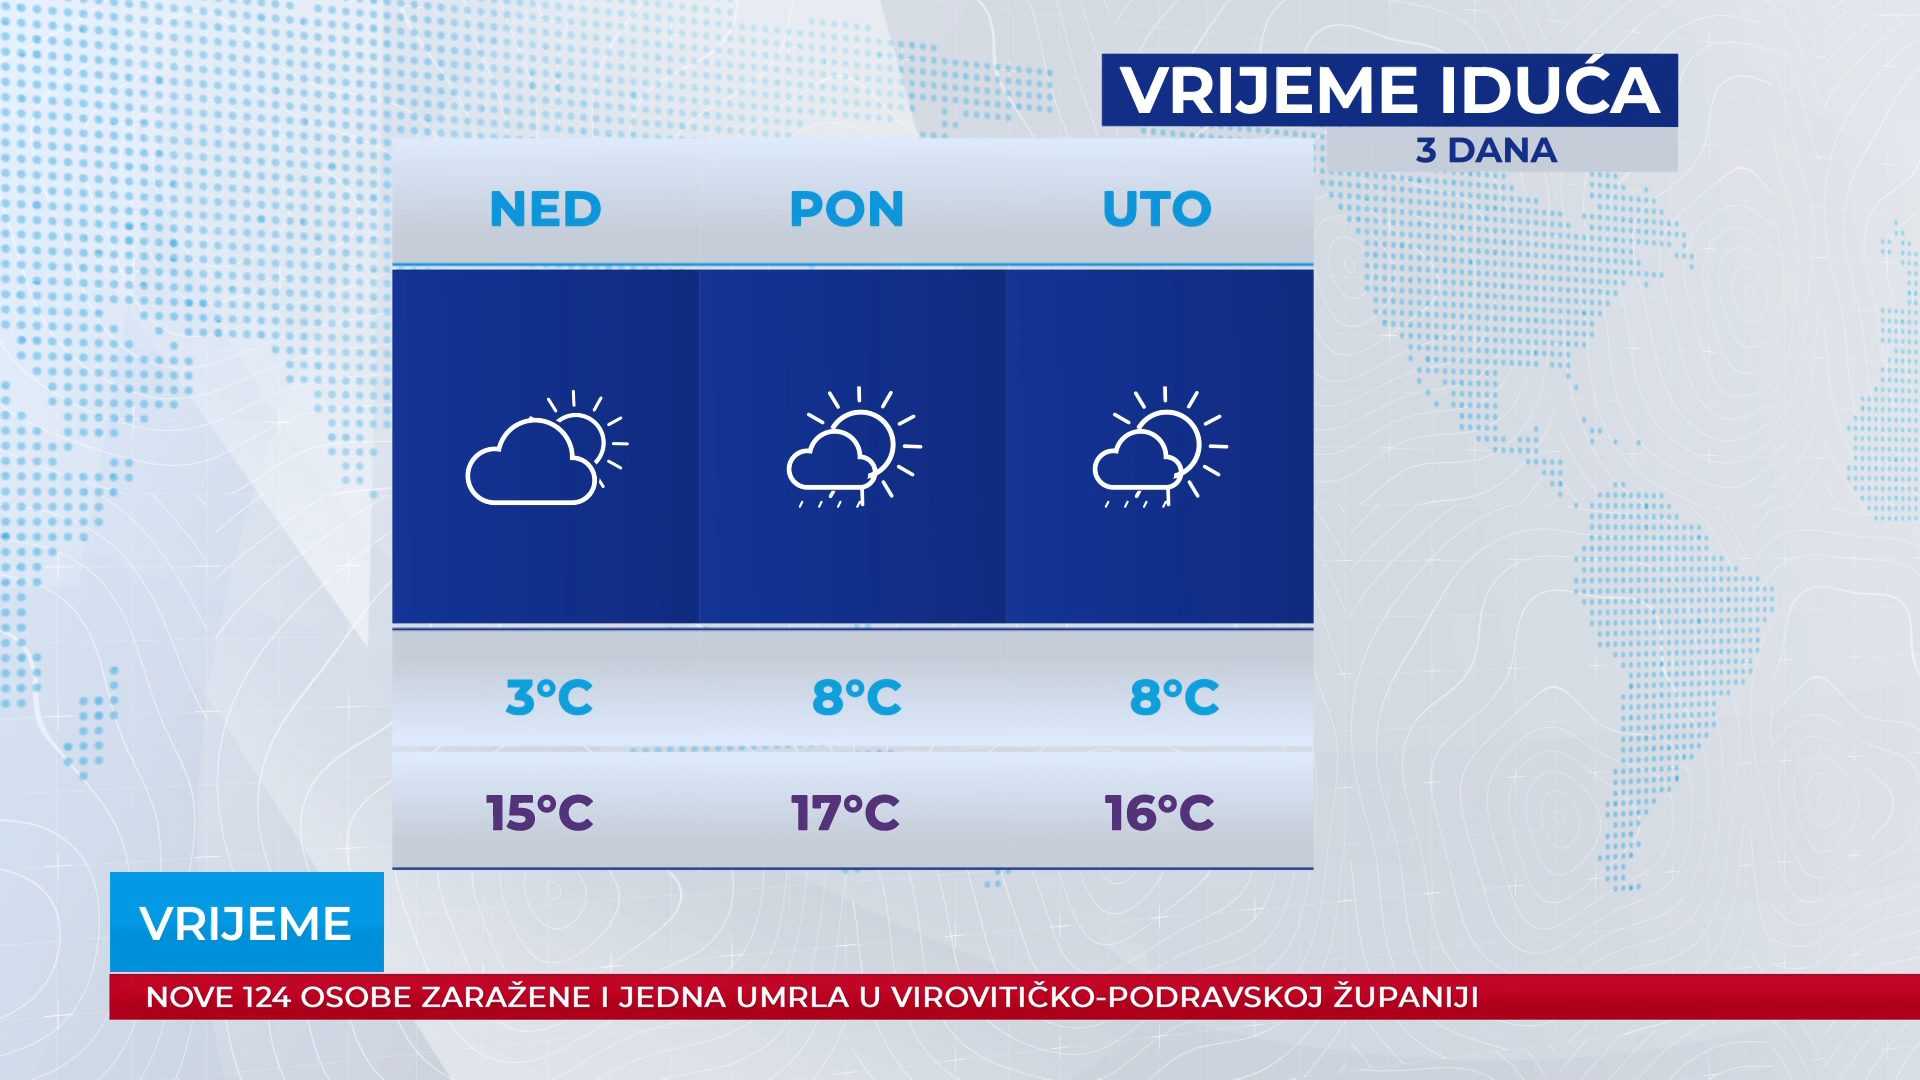 VRIJEME IDUĆA
3 DANA
NED PON UTO
3°C 8°C 8°C
15°C 17°C 16°C
VRIJEME
NOVE 124 OSOBE ZARAŽENE I JEDNA UMRLA U VIROVITIČKO-PODRAVSKOJ ŽUPANIJI